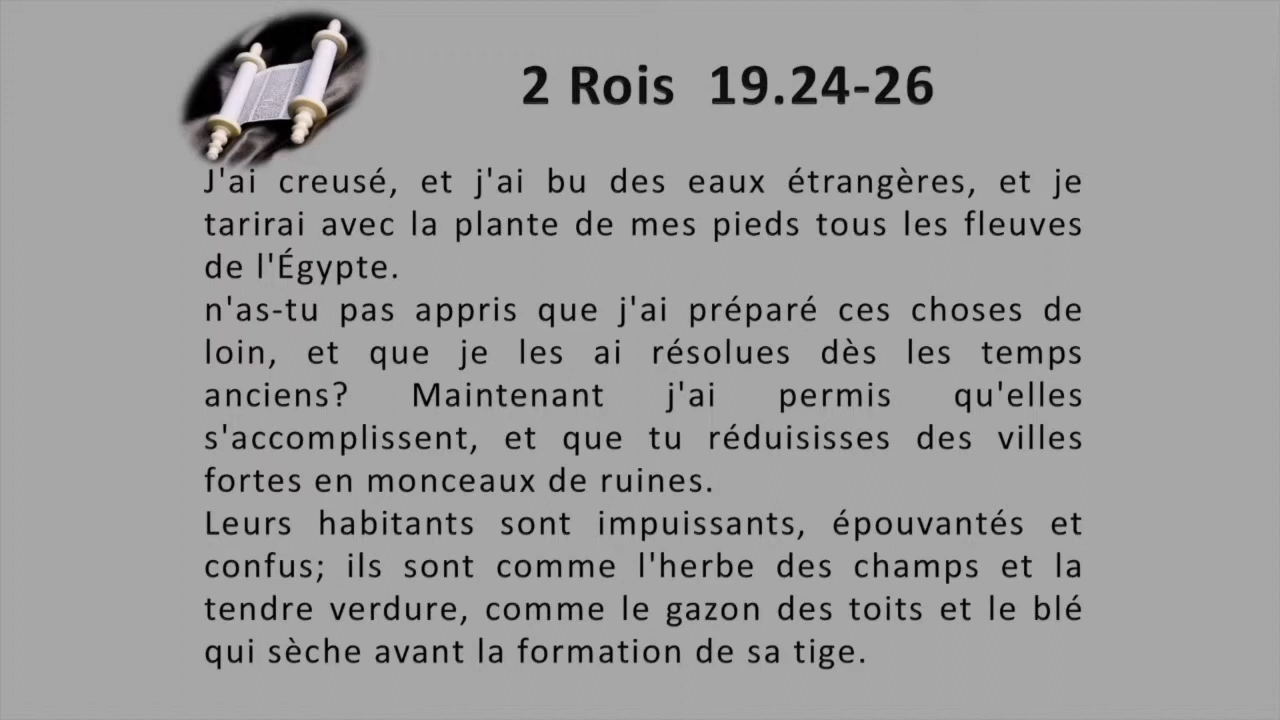 2 Rois 19.24-26
J'ai creusé, et j'ai bu des eaux étrangères, et je
tarirai avec la plante de mes pieds tous les fleuves
de l'Égypte.
n'as-tu pas appris que j'ai préparé ces choses de
loin, et que je les ai résolues dès les temps
anciens? Maintenant j'ai permis qu'elles
s'accomplissent, et que tu réduisisses des villes
fortes en monceaux de ruines.
Leurs habitants sont impuissants, épouvantés et
confus; ils sont comme l'herbe des champs et la
tendre verdure, comme le gazon des toits et le blé
qui sèche avant la formation de sa tige.